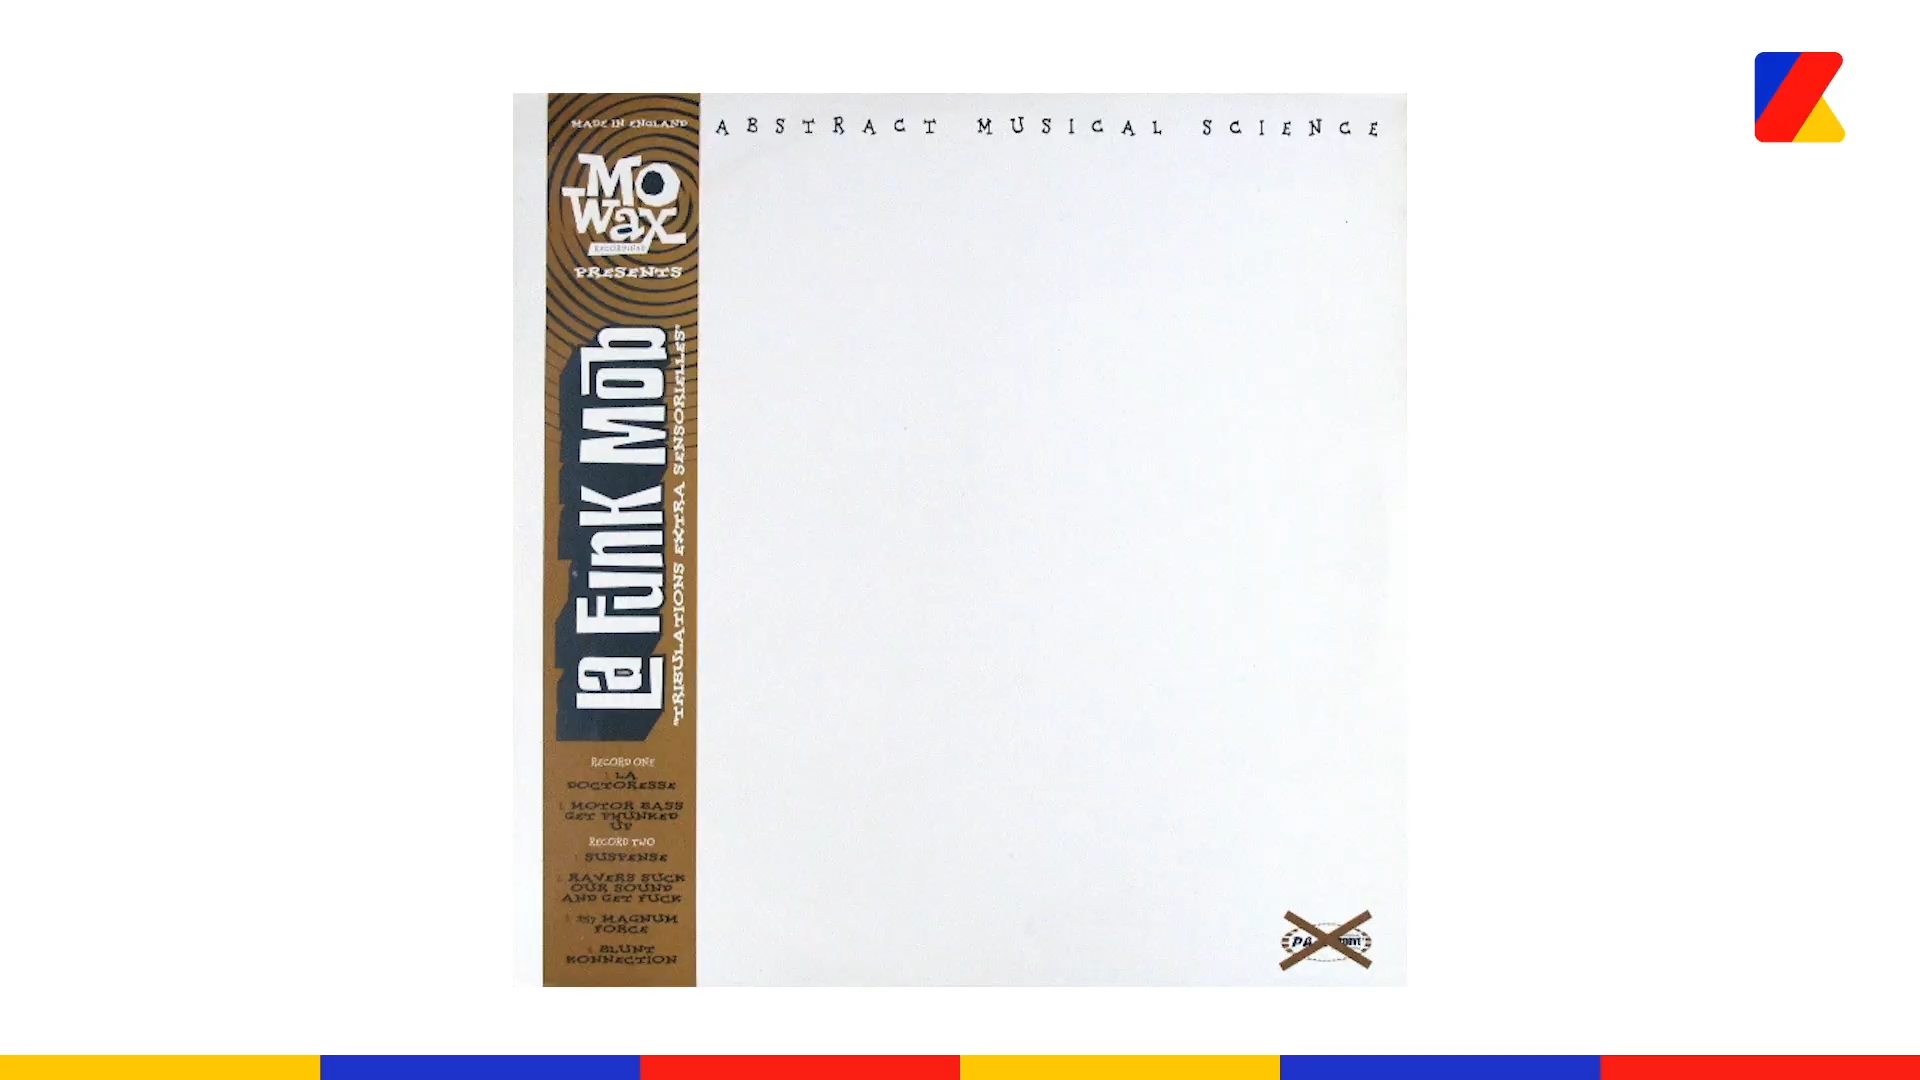 MADE IN ENGLAND
ABSTRACT MUSICAL SCIENCE
Mo
Wax
RECORDINGS
PRESENTS
La Funk Mob
"TRIBULATIONS EXTRA SENSORIELLES"
RECORD ONE
LA
DOCTORESSE
MOTOR BASS
GET PHUNKED
UP
RECORD TWO
SUSPENSE
RAVERS SUCK
OUR SOUND
AND GET FUCK
357 MAGNUM
FORCE
BLUNT
KONNECTION